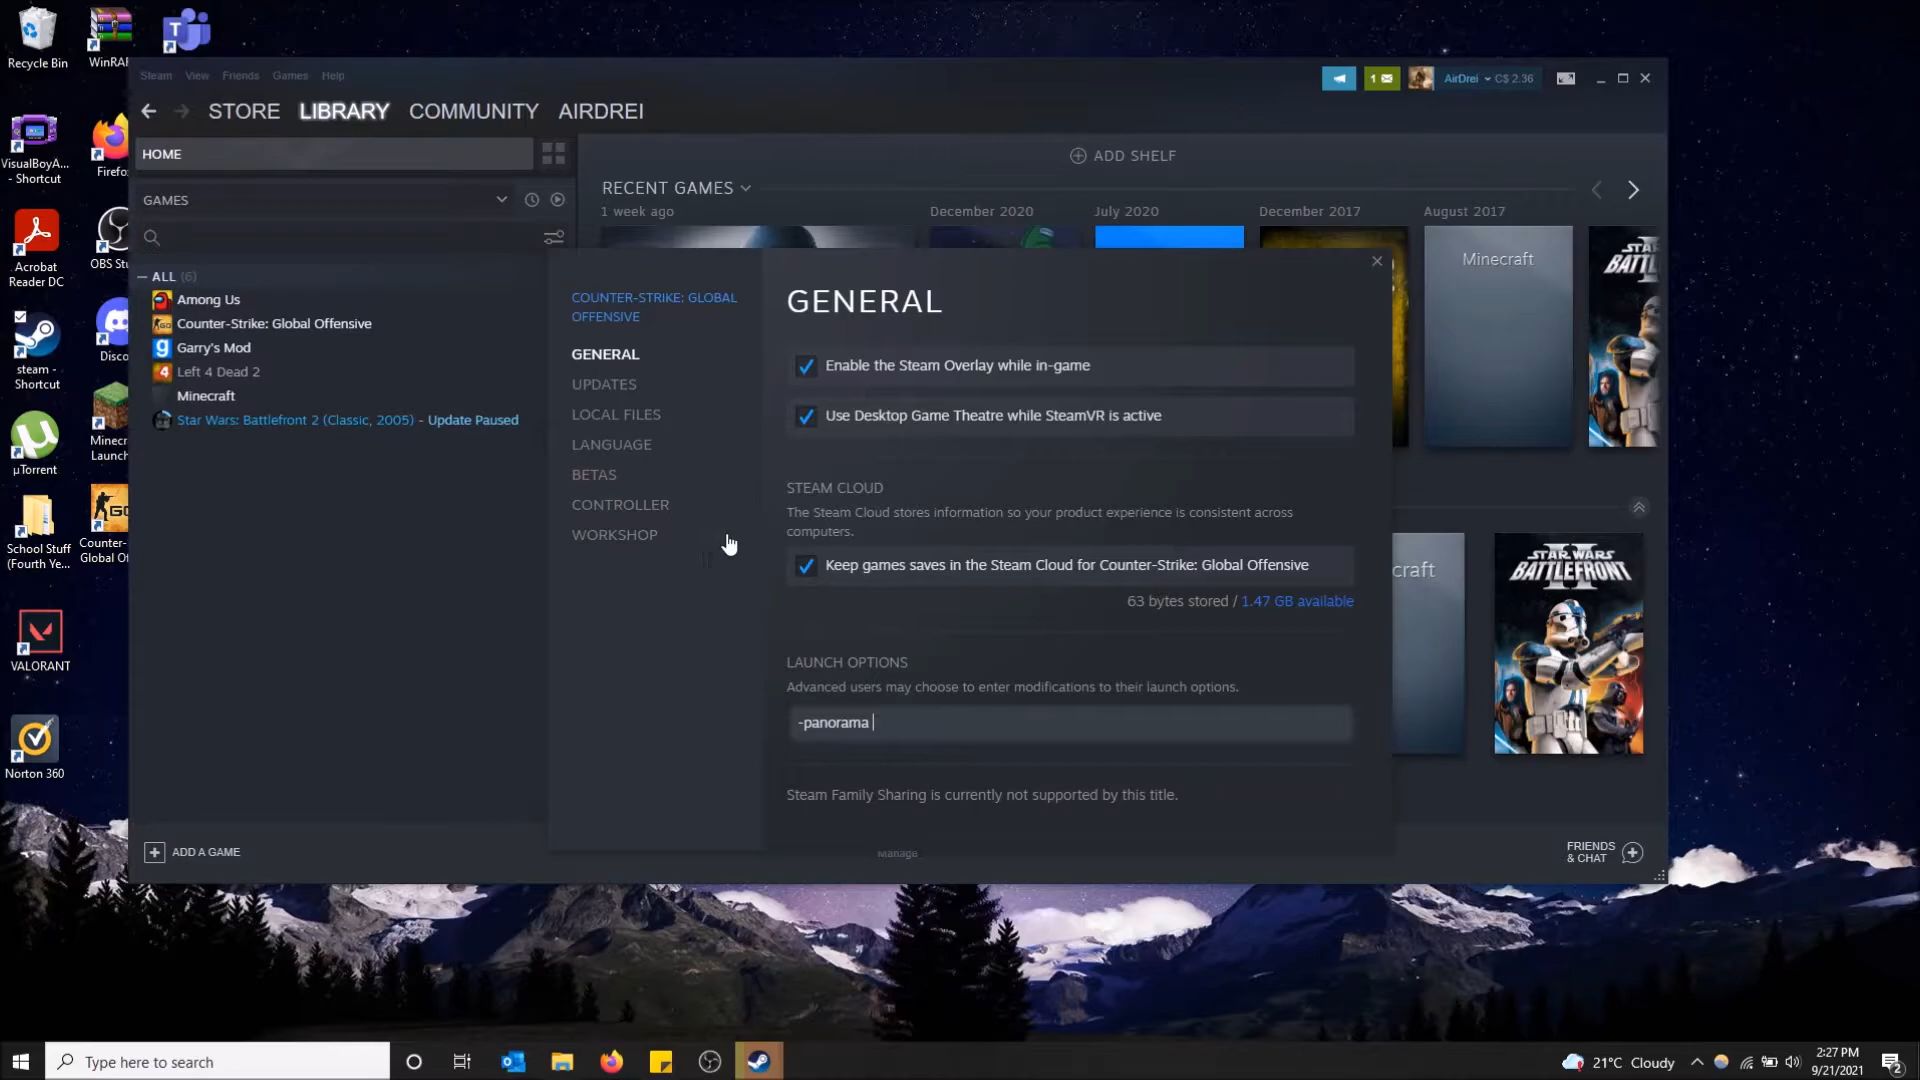 Recycle Bin
WinRAR
VisualBoyA...
- Shortcut
Firefox
Acrobat
Reader DC
OBS Stu
steam -
Shortcut
Disco
µTorrent
Minecr
Launch
School Stuff
(Fourth Ye...
Counter-
Global Of
VALORANT
Norton 360
Steam View Friends Games Help
1
AirDrei C$ 2.36
STORE LIBRARY COMMUNITY AIRDREI
HOME
ADD SHELF
GAMES
RECENT GAMES
1 week ago
December 2020
July 2020
December 2017
August 2017
ALL (6)
Among Us
Counter-Strike: Global Offensive
Garry's Mod
Left 4 Dead 2
Minecraft
Star Wars: Battlefront 2 (Classic, 2005) - Update Paused
Minecraft
STA
BATTL
COUNTER-STRIKE: GLOBAL
OFFENSIVE
GENERAL
UPDATES
LOCAL FILES
LANGUAGE
BETAS
CONTROLLER
WORKSHOP
GENERAL
Enable the Steam Overlay while in-game
Use Desktop Game Theatre while SteamVR is active
STEAM CLOUD
The Steam Cloud stores information so your product experience is consistent across
computers.
Keep games saves in the Steam Cloud for Counter-Strike: Global Offensive
63 bytes stored / 1.47 GB available
LAUNCH OPTIONS
Advanced users may choose to enter modifications to their launch options.
-panorama
Steam Family Sharing is currently not supported by this title.
craft
STAR WARS
BATTLEFRONT
II
ADD A GAME
Manage
FRIENDS
& CHAT
Type here to search
21°C Cloudy
2:27 PM
9/21/2021
2